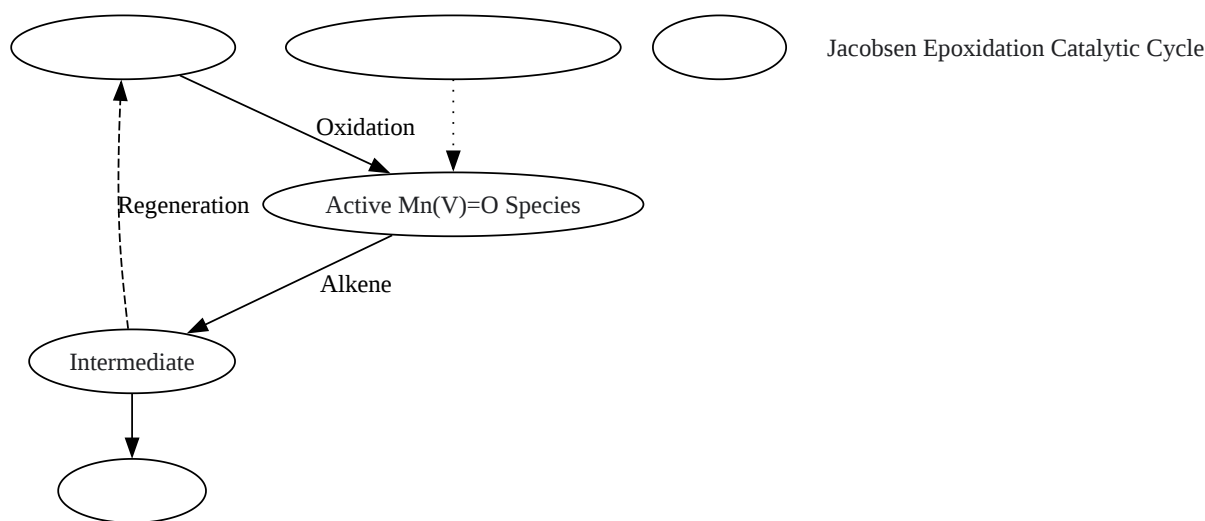 Jacobsen Epoxidation Catalytic Cycle
Oxidation
Regeneration
Active Mn(V)=O Species
Alkene
Intermediate